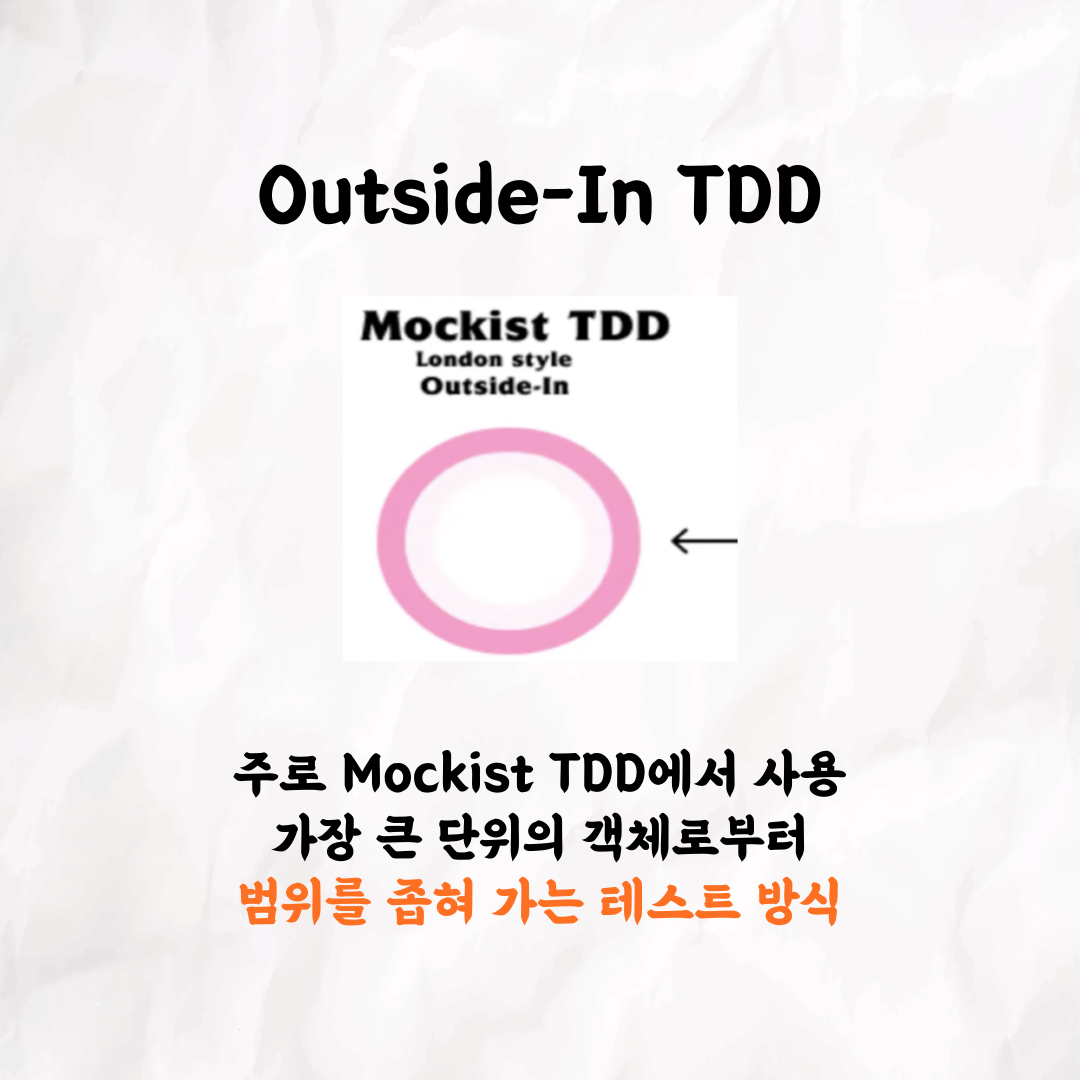 Outside-In TDD
Mockist TDD
London style
Outside-In
주로 Mockist TDD에서 사용
가장 큰 단위의 객체로부터
범위를 좁혀 가는 테스트 방식